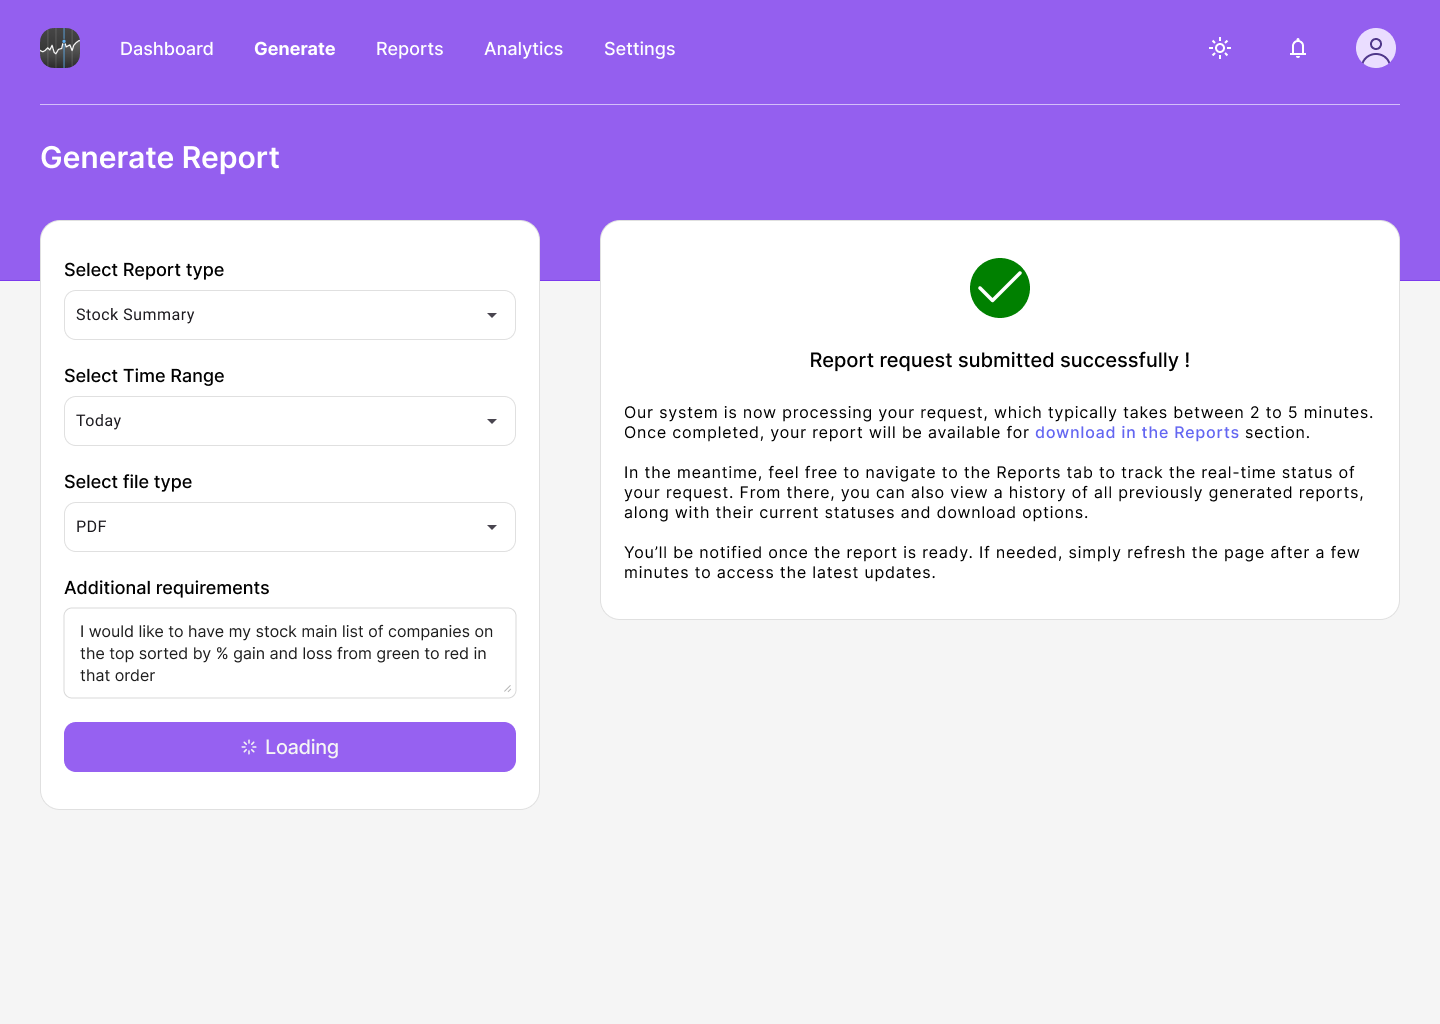 Dashboard
Generate
Reports
Analytics
Settings
Generate Report
Select Report type
Stock Summary
Select Time Range
Today
Select file type
PDF
Additional requirements
I would like to have my stock main list of companies on
the top sorted by % gain and loss from green to red in
that order
Loading
Report request submitted successfully !
Our system is now processing your request, which typically takes between 2 to 5 minutes.
Once completed, your report will be available for download in the Reports section.
In the meantime, feel free to navigate to the Reports tab to track the real-time status of
your request. From there, you can also view a history of all previously generated reports,
along with their current statuses and download options.
You’ll be notified once the report is ready. If needed, simply refresh the page after a few
minutes to access the latest updates.